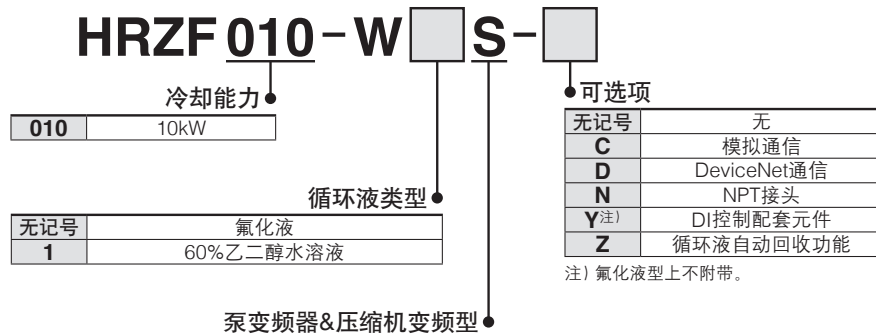 HRZF 010-W□S-□
冷却能力
010 10kW
循环液类型
无记号 氟化液
1 60%乙二醇水溶液
泵变频器&压缩机变频型
可选项
无记号 无
C 模拟通信
D DeviceNet通信
N NPT接头
Y注) DI控制配套元件
Z 循环液自动回收功能
注) 氟化液型上不附带。